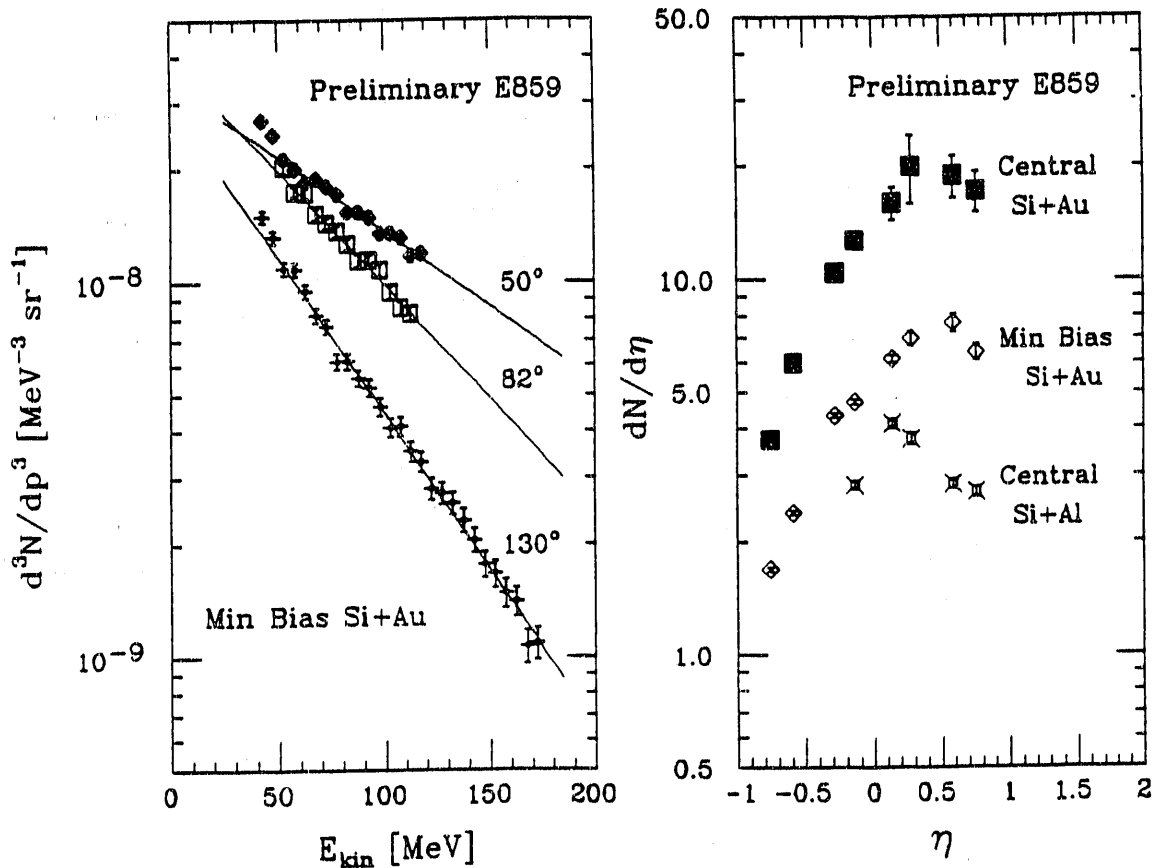 Preliminary E859
50°
82°
130°
Min Bias Si+Au
10⁻⁸
10⁻⁹
d³N/dp³ [MeV⁻³ sr⁻¹]
0
50
100
150
200
E_kin [MeV]
Preliminary E859
Central
Si+Au
Min Bias
Si+Au
Central
Si+Al
50.0
10.0
5.0
1.0
0.5
dN/dη
-1
-0.5
0
0.5
1
1.5
2
η